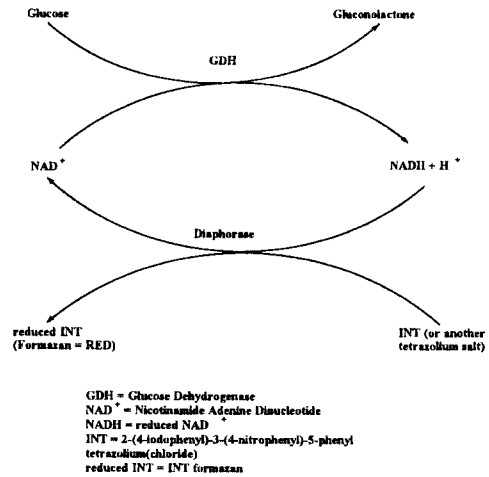 Glucose
Gluconolactone
GDH
NAD +
NADH + H +
Diaphorase
reduced INT
(Formazan = RED)
INT (or another
tetrazolium salt)
GDH = Glucose Dehydrogenase
NAD + = Nicotinamide Adenine Dinucleotide
NADH = reduced NAD +
INT = 2-(4-iodophenyl)-3-(4-nitrophenyl)-5-phenyl
tetrazolium(chloride)
reduced INT = INT formazan